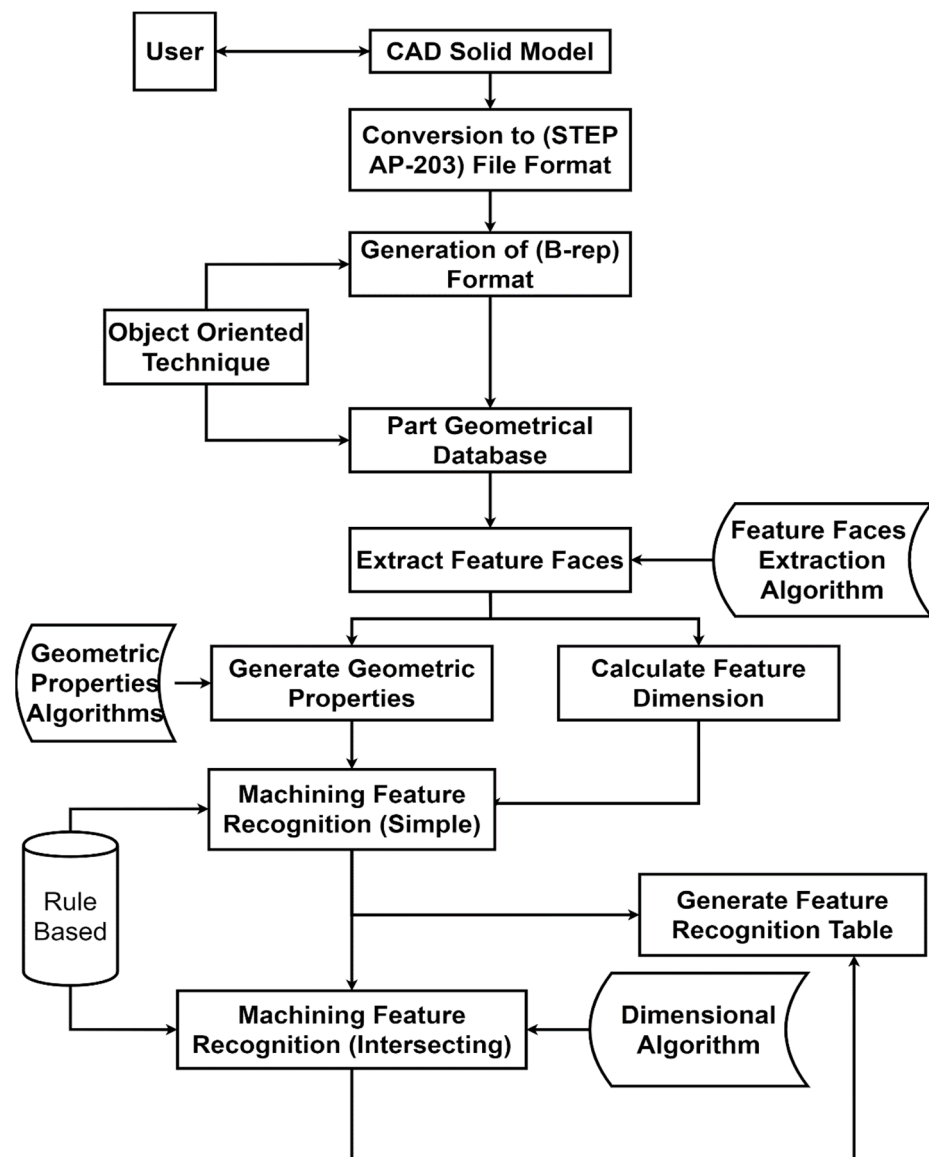 User
CAD Solid Model
Conversion to (STEP
AP-203) File Format
Generation of (B-rep)
Format
Object Oriented
Technique
Part Geometrical
Database
Extract Feature Faces
Feature Faces
Extraction
Algorithm
Geometric
Properties
Algorithms
Generate Geometric
Properties
Calculate Feature
Dimension
Machining Feature
Recognition (Simple)
Rule
Based
Generate Feature
Recognition Table
Machining Feature
Recognition (Intersecting)
Dimensional
Algorithm